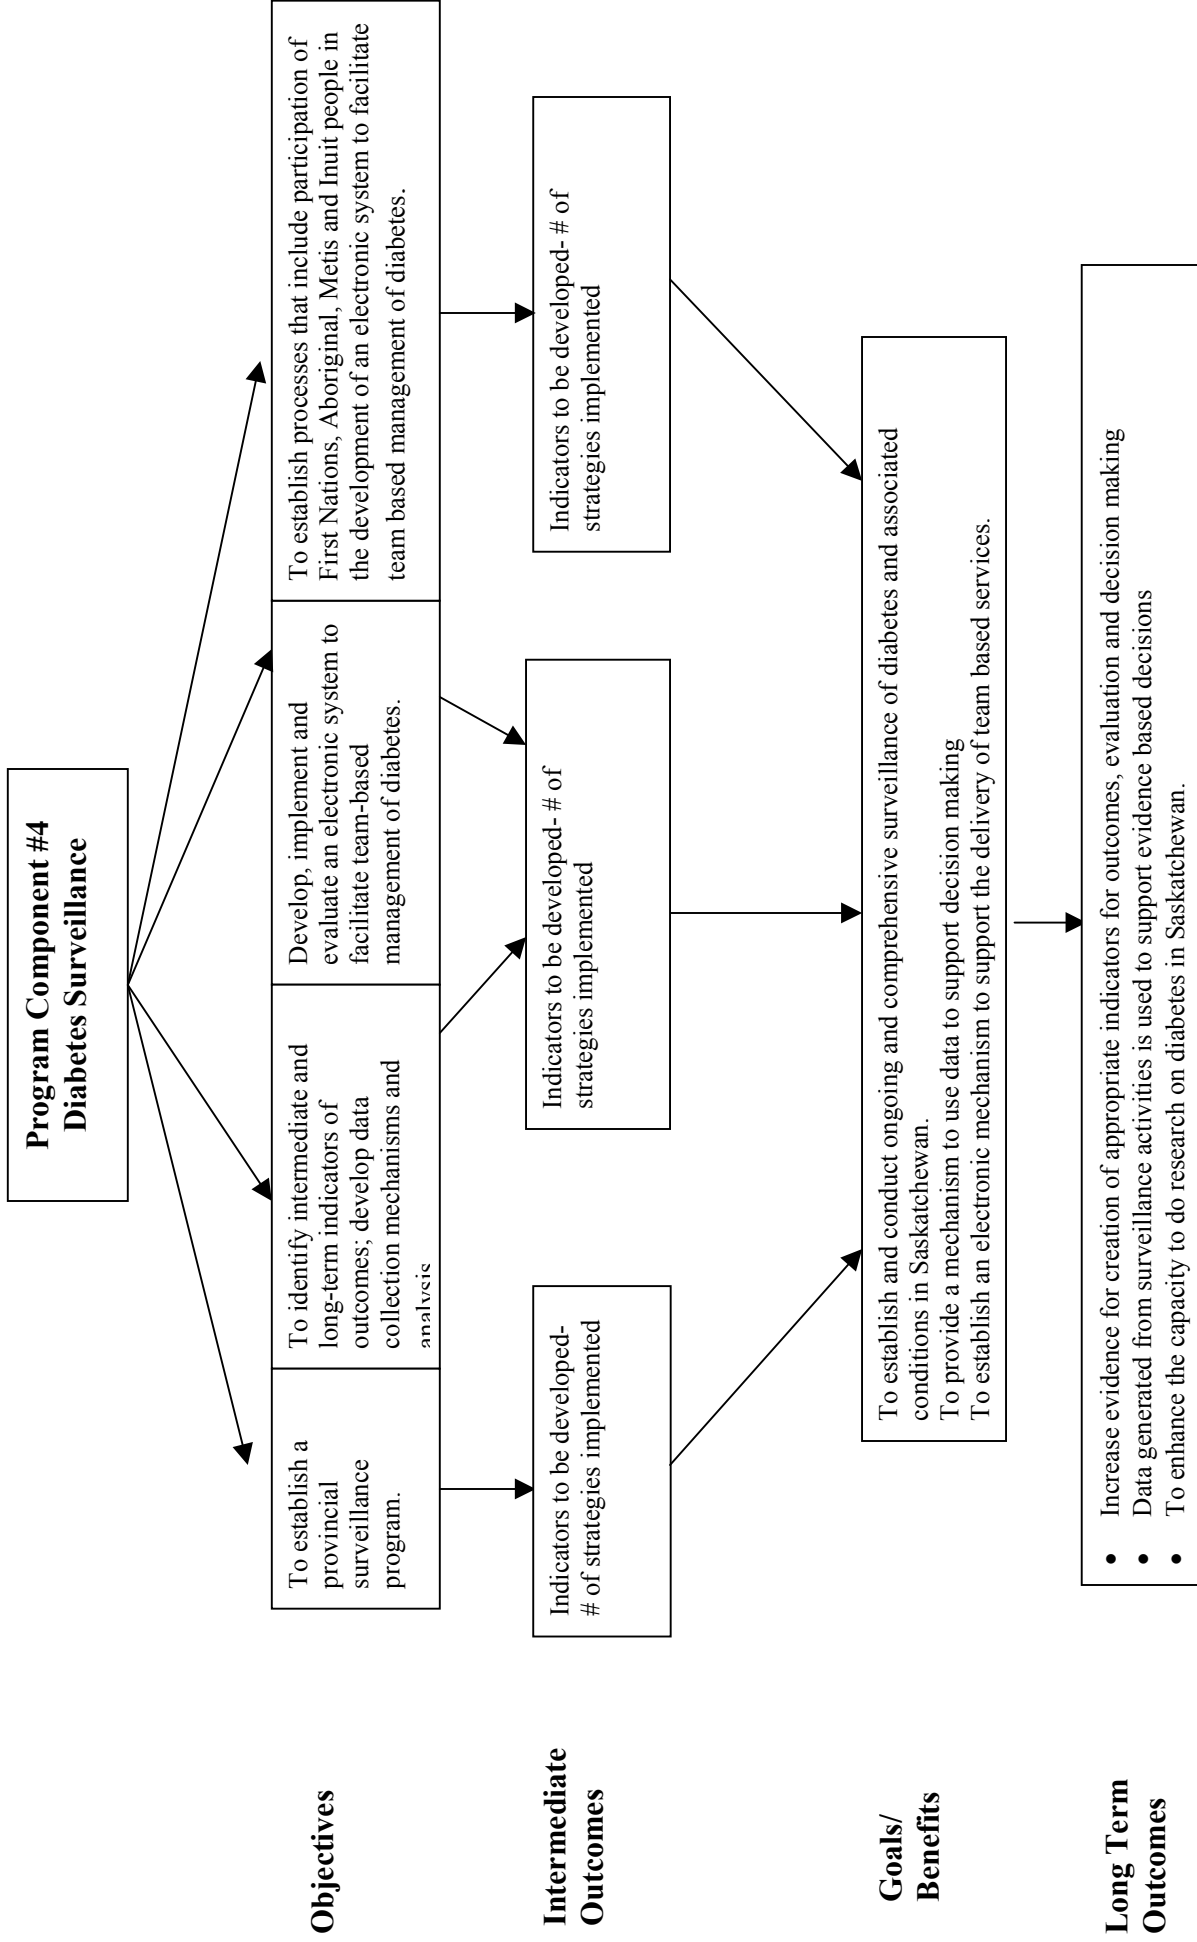 Program Component #4
Diabetes Surveillance
Objectives
To establish a
provincial
surveillance
program.
To identify intermediate and
long-term indicators of
outcomes; develop data
collection mechanisms and
analysis
Develop, implement and
evaluate an electronic system to
facilitate team-based
management of diabetes.
To establish processes that include participation of
First Nations, Aboriginal, Metis and Inuit people in
the development of an electronic system to facilitate
team based management of diabetes.
Intermediate
Outcomes
Indicators to be developed-
# of strategies implemented
Indicators to be developed- # of
strategies implemented
Indicators to be developed- # of
strategies implemented
Goals/
Benefits
To establish and conduct ongoing and comprehensive surveillance of diabetes and associated
conditions in Saskatchewan.
To provide a mechanism to use data to support decision making
To establish an electronic mechanism to support the delivery of team based services.
Long Term
Outcomes
• Increase evidence for creation of appropriate indicators for outcomes, evaluation and decision making
• Data generated from surveillance activities is used to support evidence based decisions
• To enhance the capacity to do research on diabetes in Saskatchewan.